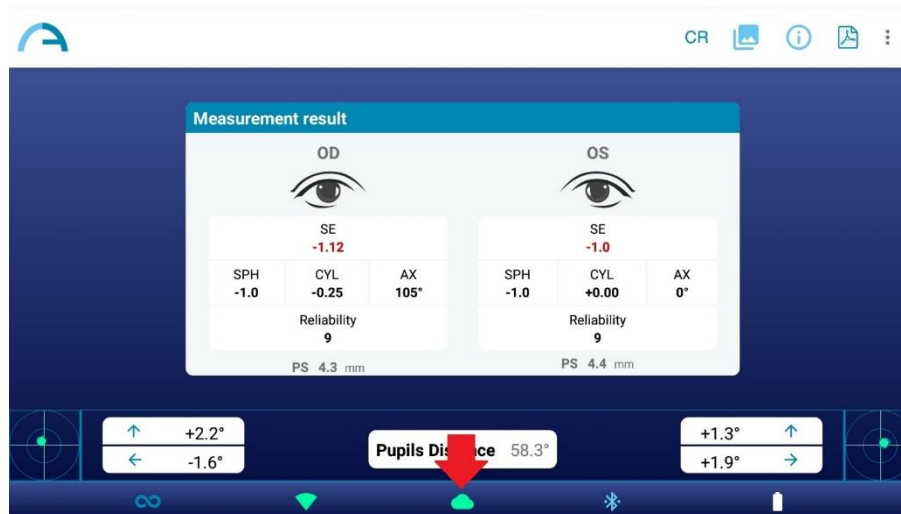 CR
Measurement result
OD OS
SE SE
-1.12 -1.0
SPH CYL AX SPH CYL AX
-1.0 -0.25 105° -1.0 +0.00 0°
Reliability Reliability
9 9
PS 4.3 mm PS 4.4 mm
+2.2° +1.3°
Pupils 58.3°
-1.6° +1.9°